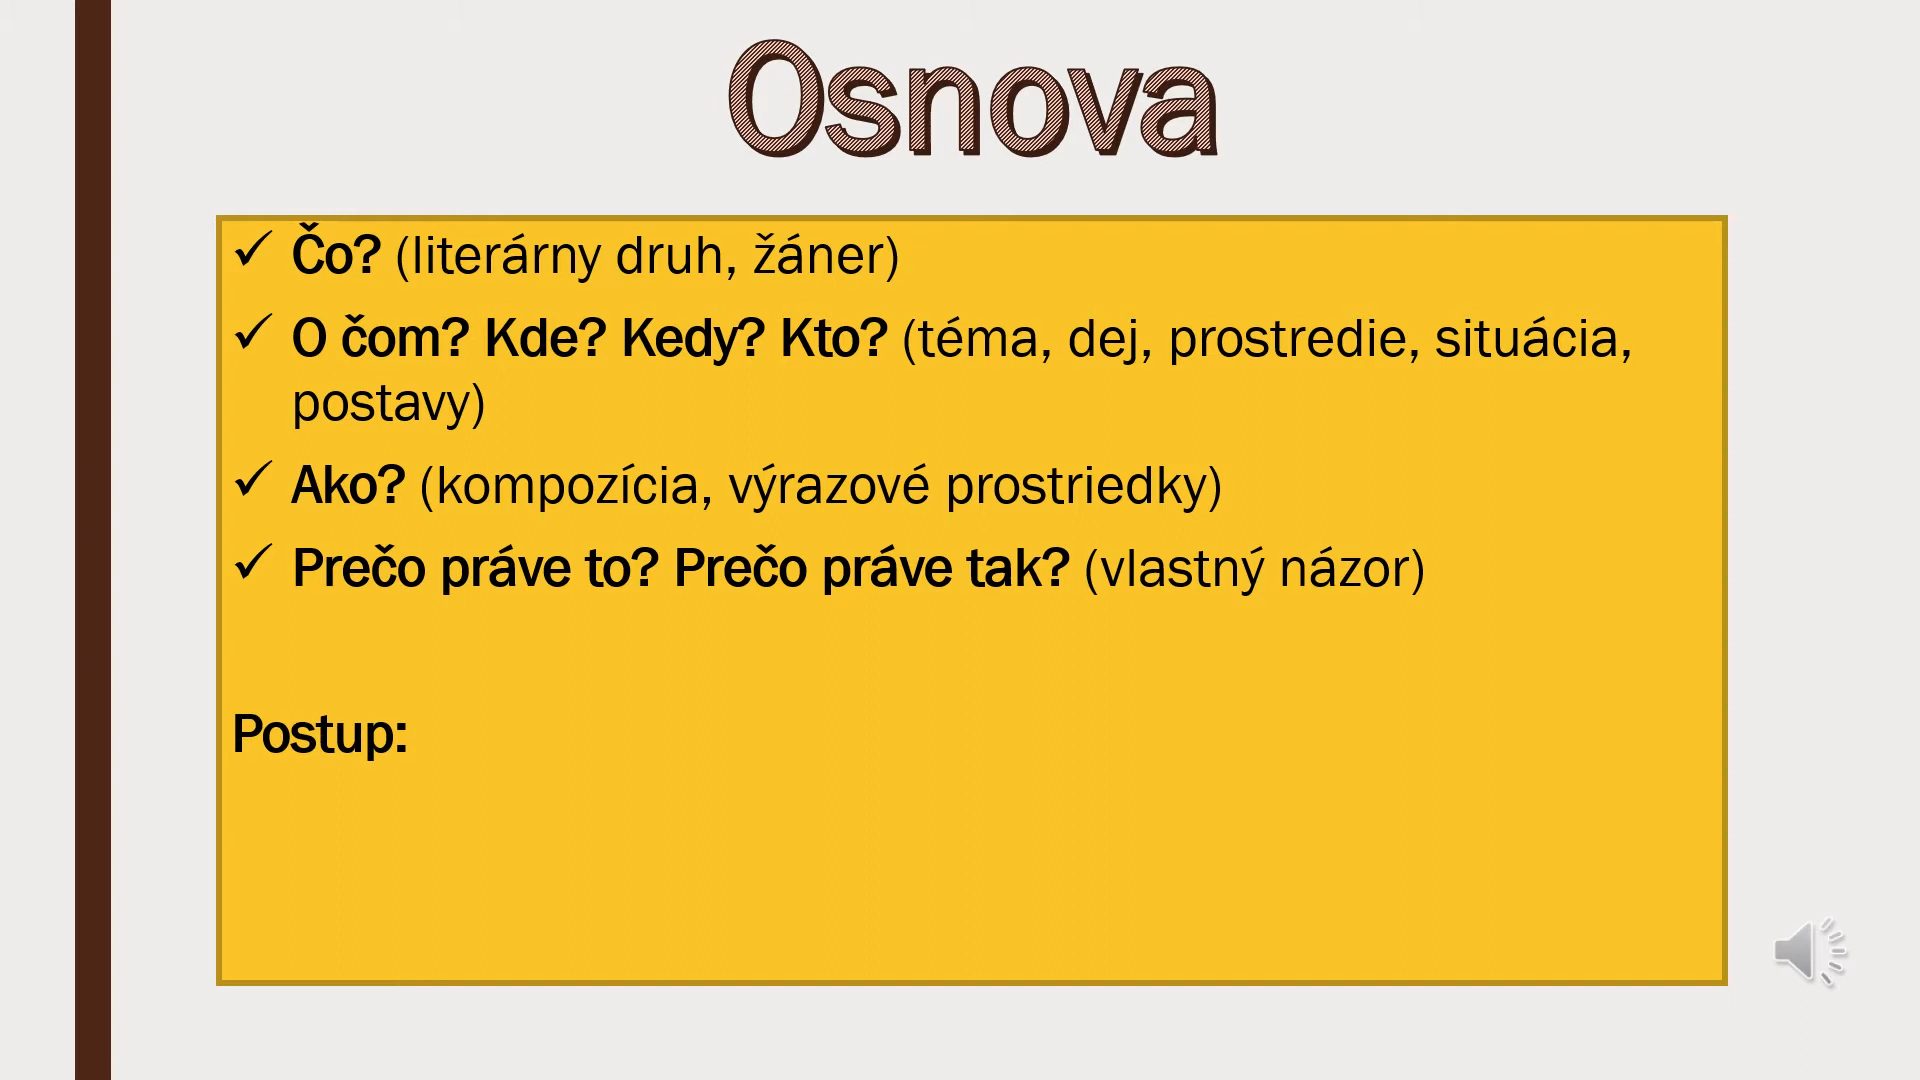 Osnova
✓ Čo? (literárny druh, žáner)
✓ O čom? Kde? Kedy? Kto? (téma, dej, prostredie, situácia,
postavy)
✓ Ako? (kompozícia, výrazové prostriedky)
✓ Prečo práve to? Prečo práve tak? (vlastný názor)
Postup: